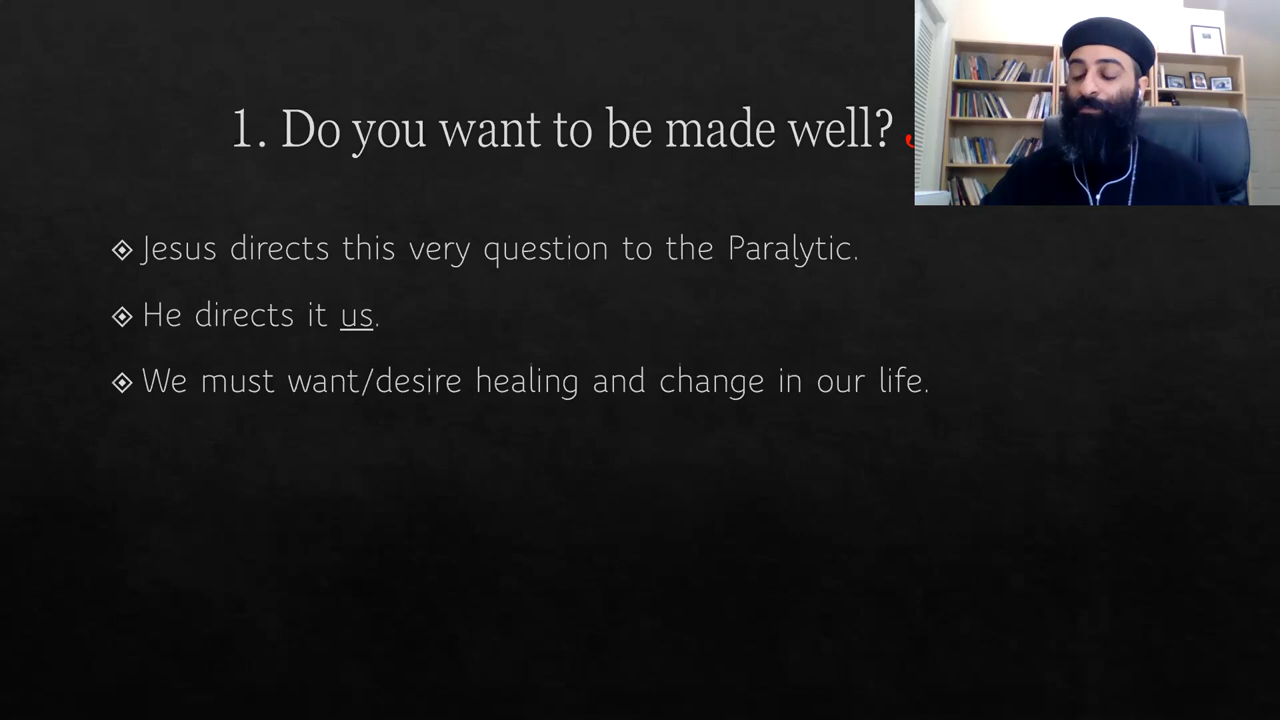 1. Do you want to be made well?
Jesus directs this very question to the Paralytic.
He directs it us.
We must want/desire healing and change in our life.